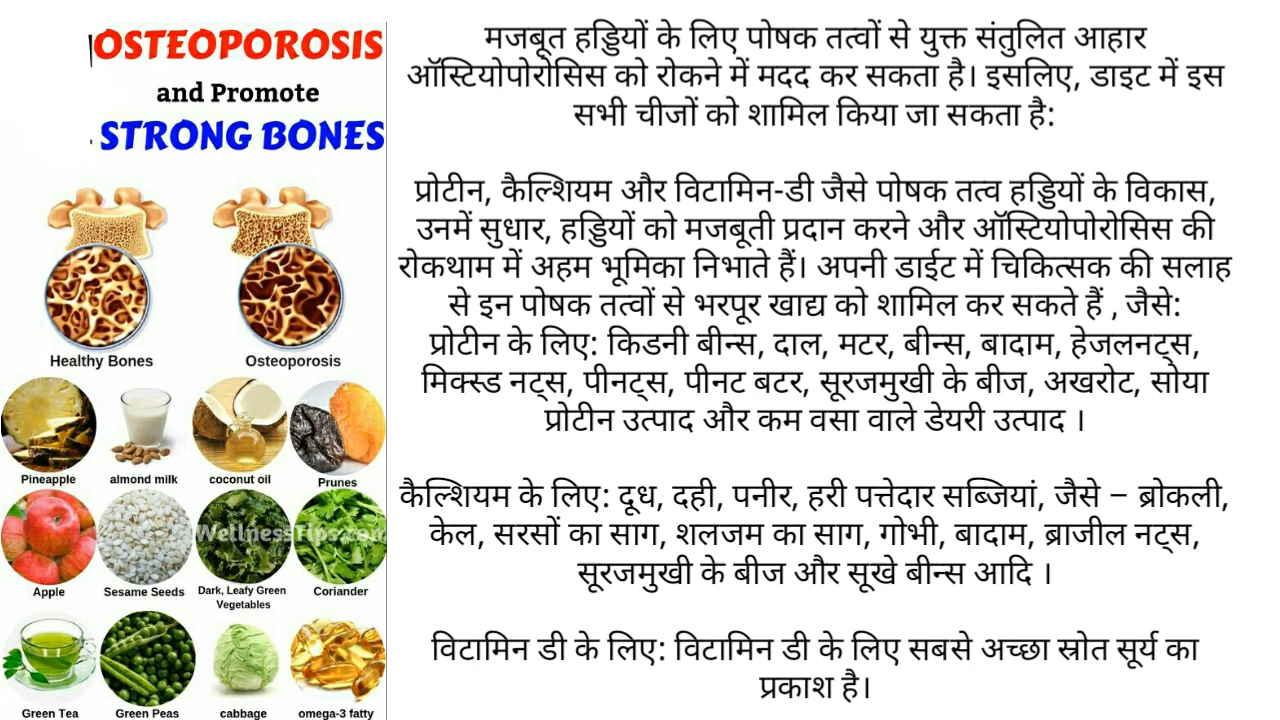 OSTEOPOROSIS
and Promote
STRONG BONES
Healthy Bones
Osteoporosis
Pineapple
almond milk
coconut oil
Prunes
WellnessTips.com
Apple
Sesame Seeds
Dark, Leafy Green
Vegetables
Coriander
Green Tea
Green Peas
cabbage
omega-3 fatty
मजबूत हड्डियों के लिए पोषक तत्वों से युक्त संतुलित आहार
ऑस्टियोपोरोसिस को रोकने में मदद कर सकता है। इसलिए, डाइट में इस
सभी चीजों को शामिल किया जा सकता है:
प्रोटीन, कैल्शियम और विटामिन-डी जैसे पोषक तत्व हड्डियों के विकास,
उनमें सुधार, हड्डियों को मजबूती प्रदान करने और ऑस्टियोपोरोसिस की
रोकथाम में अहम भूमिका निभाते हैं। अपनी डाईट में चिकित्सक की सलाह
से इन पोषक तत्वों से भरपूर खाद्य को शामिल कर सकते हैं , जैसे:
प्रोटीन के लिए: किडनी बीन्स, दाल, मटर, बीन्स, बादाम, हेजलनट्स,
मिक्स्ड नट्स, पीनट्स, पीनट बटर, सूरजमुखी के बीज, अखरोट, सोया
प्रोटीन उत्पाद और कम वसा वाले डेयरी उत्पाद ।
कैल्शियम के लिए: दूध, दही, पनीर, हरी पत्तेदार सब्जियां, जैसे – ब्रोकली,
केल, सरसों का साग, शलजम का साग, गोभी, बादाम, ब्राजील नट्स,
सूरजमुखी के बीज और सूखे बीन्स आदि ।
विटामिन डी के लिए: विटामिन डी के लिए सबसे अच्छा स्रोत सूर्य का
प्रकाश है।